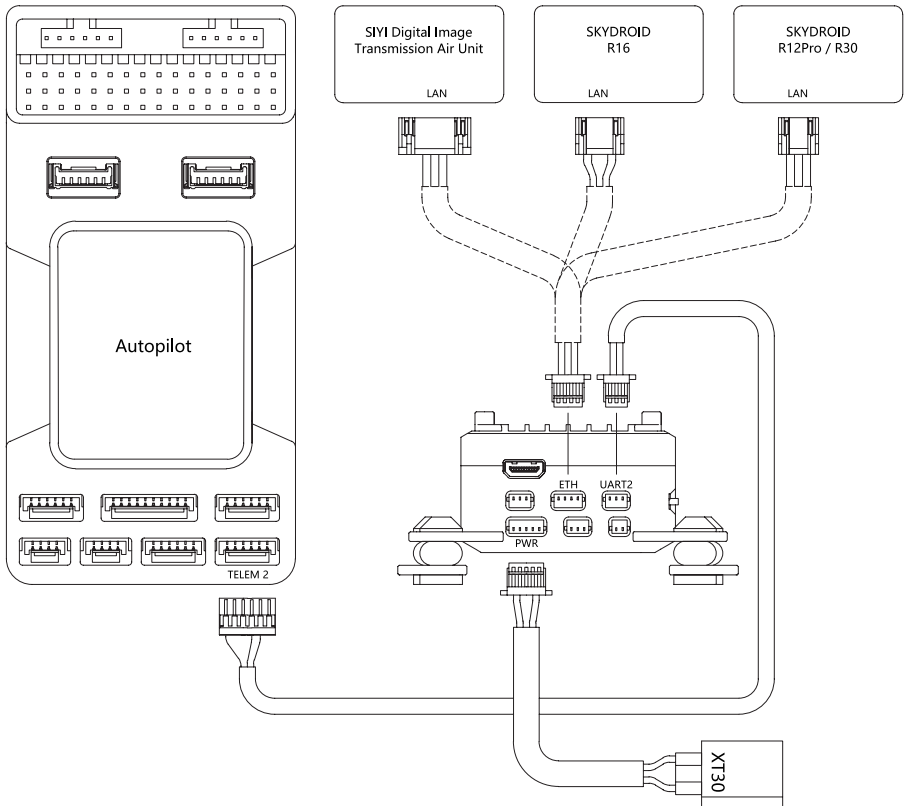 SIYI Digital Image
Transmission Air Unit
LAN
SKYDROID
R16
LAN
SKYDROID
R12Pro / R30
LAN
Autopilot
ETH
UART2
PWR
TELEM 2
XT30